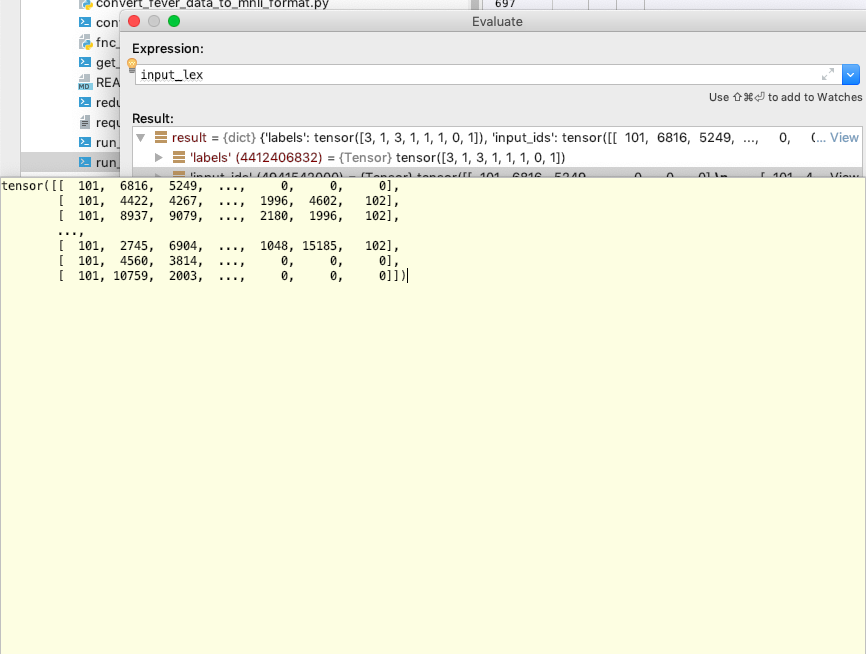 convert_fever_data_to_mnli_format.py
697
con
Evaluate
fnc_
Expression:
get_
input_lex
REA
redu
Use ⇧⌘⏎ to add to Watches
requ
Result:
run_
result = {dict} {'labels': tensor([3, 1, 3, 1, 1, 1, 0, 1]), 'input_ids': tensor([[ 101, 6816, 5249, ..., 0, (... View
run_
'labels' (4412406832) = {Tensor} tensor([3, 1, 3, 1, 1, 1, 0, 1])
tensor([[ 101, 6816, 5249, ..., 0, 0, 0],
[ 101, 4422, 4267, ..., 1996, 4602, 102],
[ 101, 8937, 9079, ..., 2180, 1996, 102],
...,
[ 101, 2745, 6904, ..., 1048, 15185, 102],
[ 101, 4560, 3814, ..., 0, 0, 0],
[ 101, 10759, 2003, ..., 0, 0, 0]])